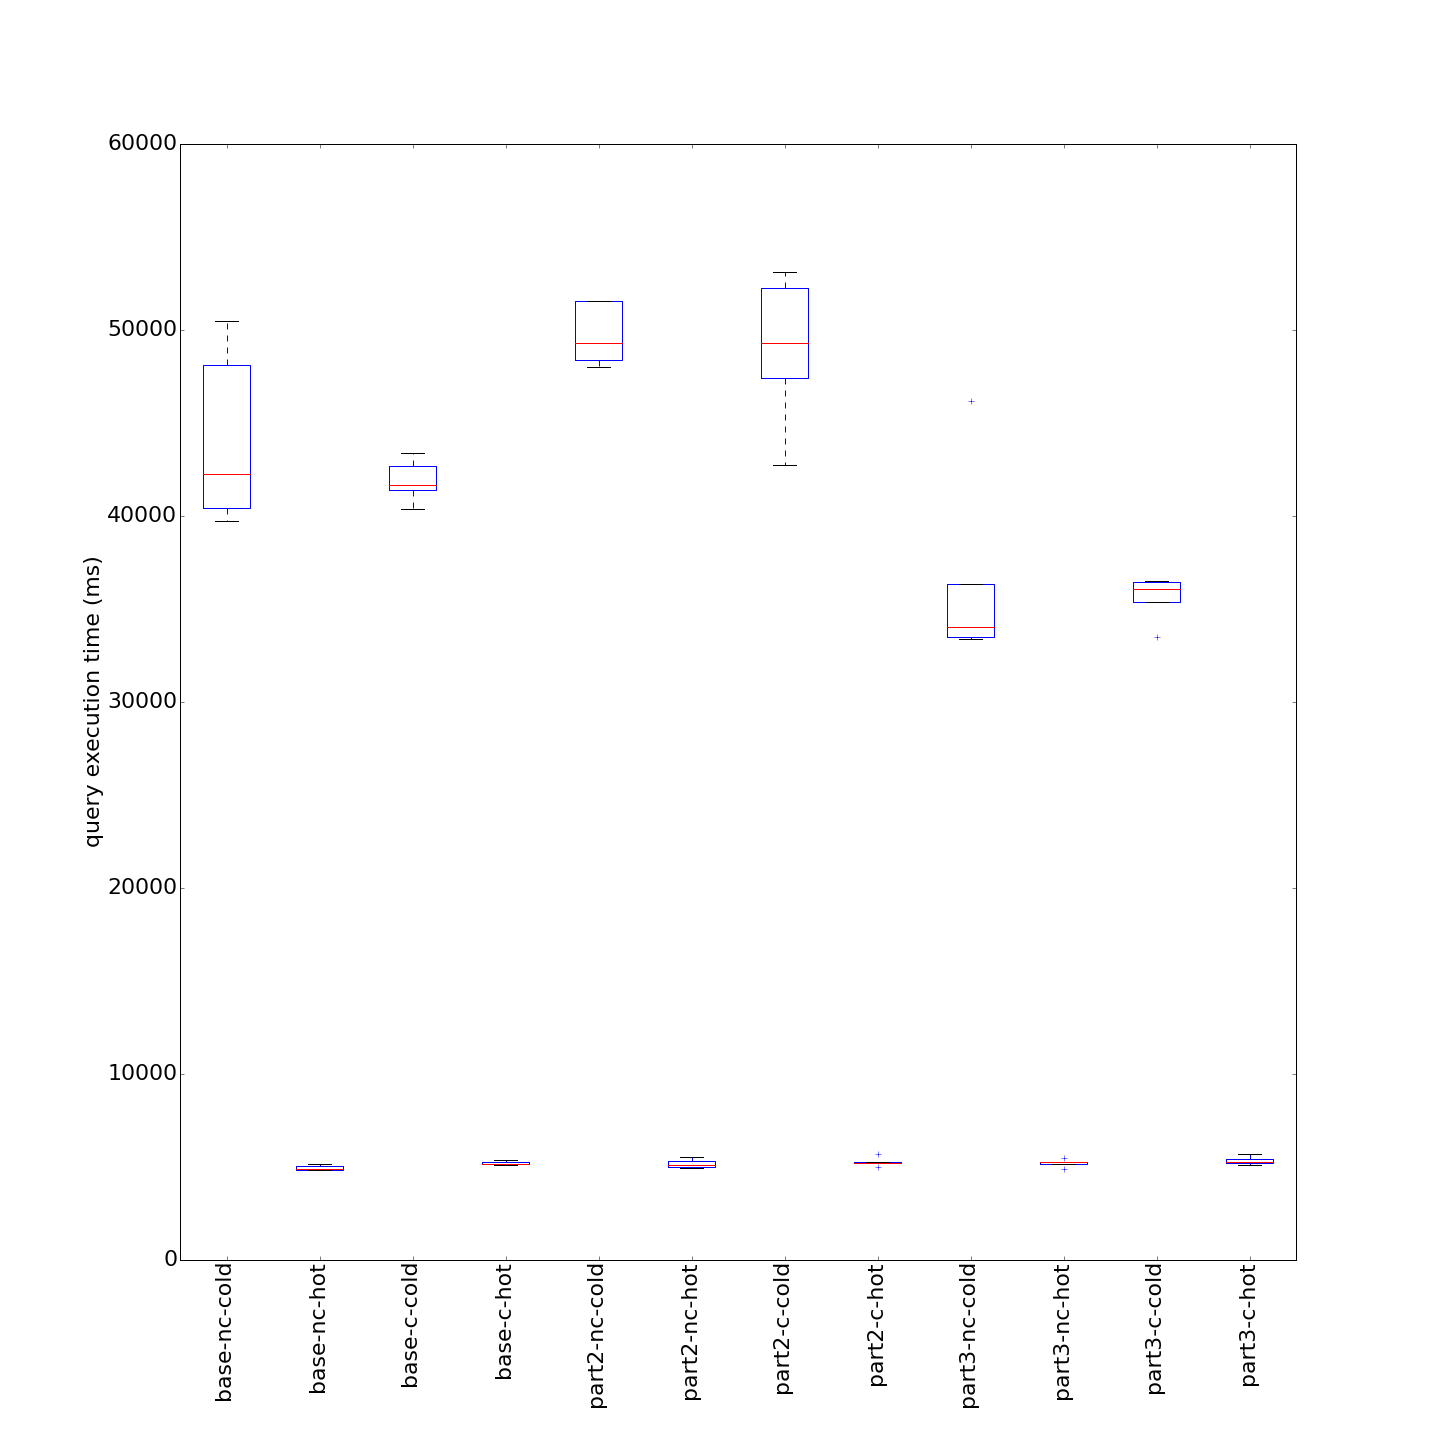 60000
50000
40000
30000
20000
10000
0
query execution time (ms)
base-nc-cold
base-nc-hot
base-c-cold
base-c-hot
part2-nc-cold
part2-nc-hot
part2-c-cold
part2-c-hot
part3-nc-cold
part3-nc-hot
part3-c-cold
part3-c-hot